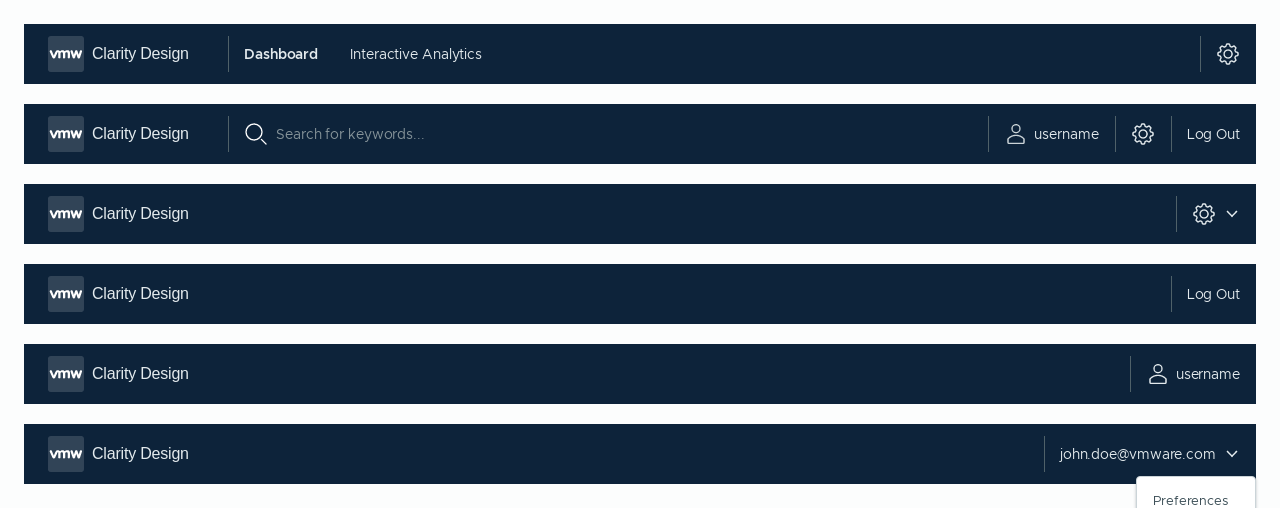 vmw Clarity Design Dashboard Interactive Analytics
vmw Clarity Design Search for keywords... username Log Out
vmw Clarity Design
vmw Clarity Design Log Out
vmw Clarity Design username
vmw Clarity Design john.doe@vmware.com
Preferences